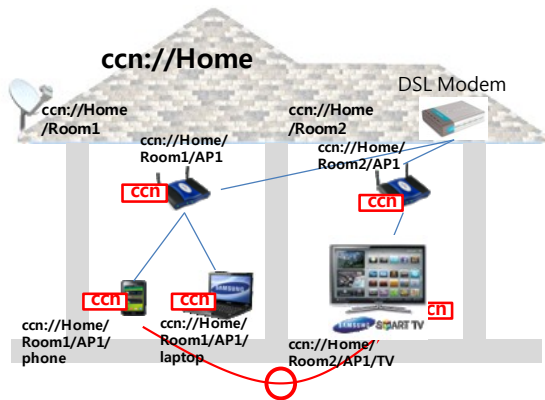 ccn://Home
DSL Modem
ccn://Home
/Room1
ccn://Home
/Room2
ccn://Home/
Room1/AP1
ccn://Home/
Room2/AP1
ccn
ccn
ccn
ccn
SAMSUNG
ccn
SAMSUNG SMART TV
ccn://Home/
Room1/AP1/
phone
ccn://Home/
Room1/AP1/
laptop
ccn://Home/
Room2/AP1/TV